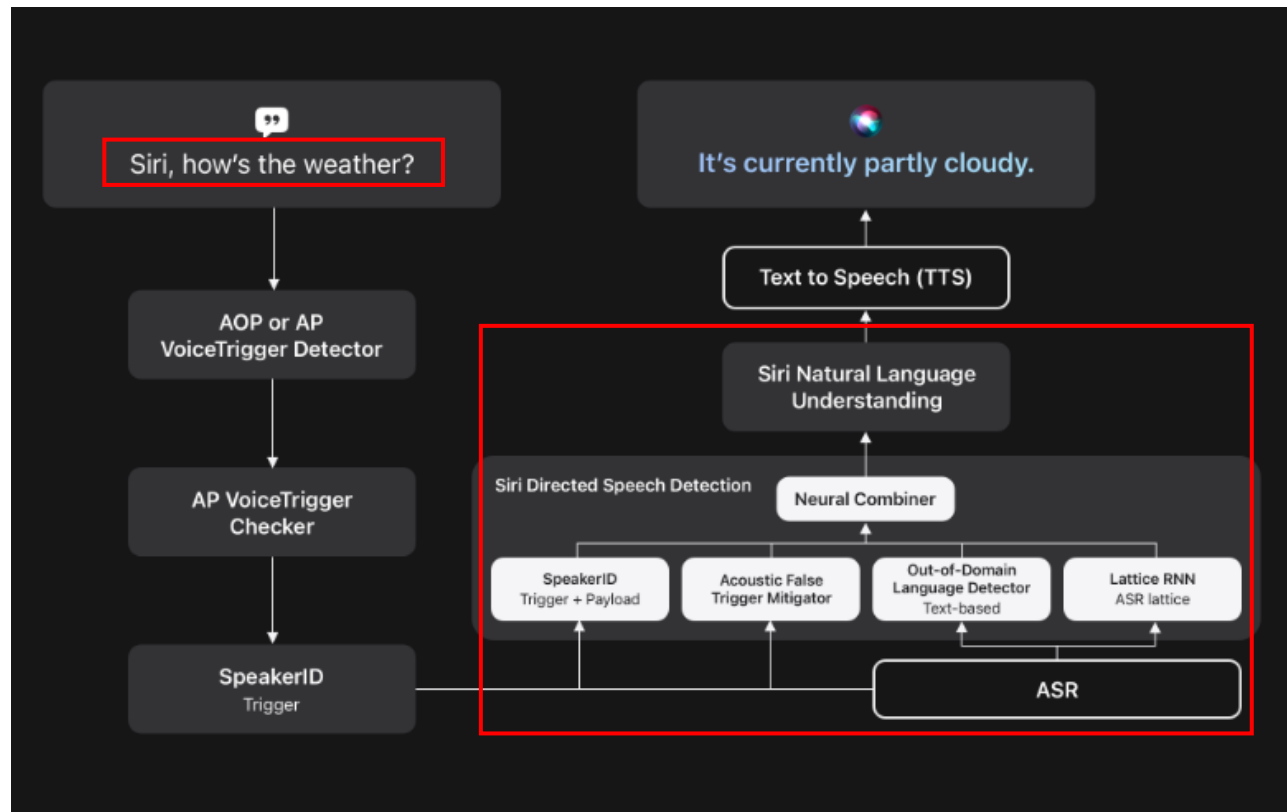 Siri, how's the weather?
AOP or AP
VoiceTrigger Detector
AP VoiceTrigger
Checker
SpeakerID
Trigger
It's currently partly cloudy.
Text to Speech (TTS)
Siri Natural Language
Understanding
Siri Directed Speech Detection
Neural Combiner
SpeakerID
Trigger + Payload
Acoustic False
Trigger Mitigator
Out-of-Domain
Language Detector
Text-based
Lattice RNN
ASR lattice
ASR